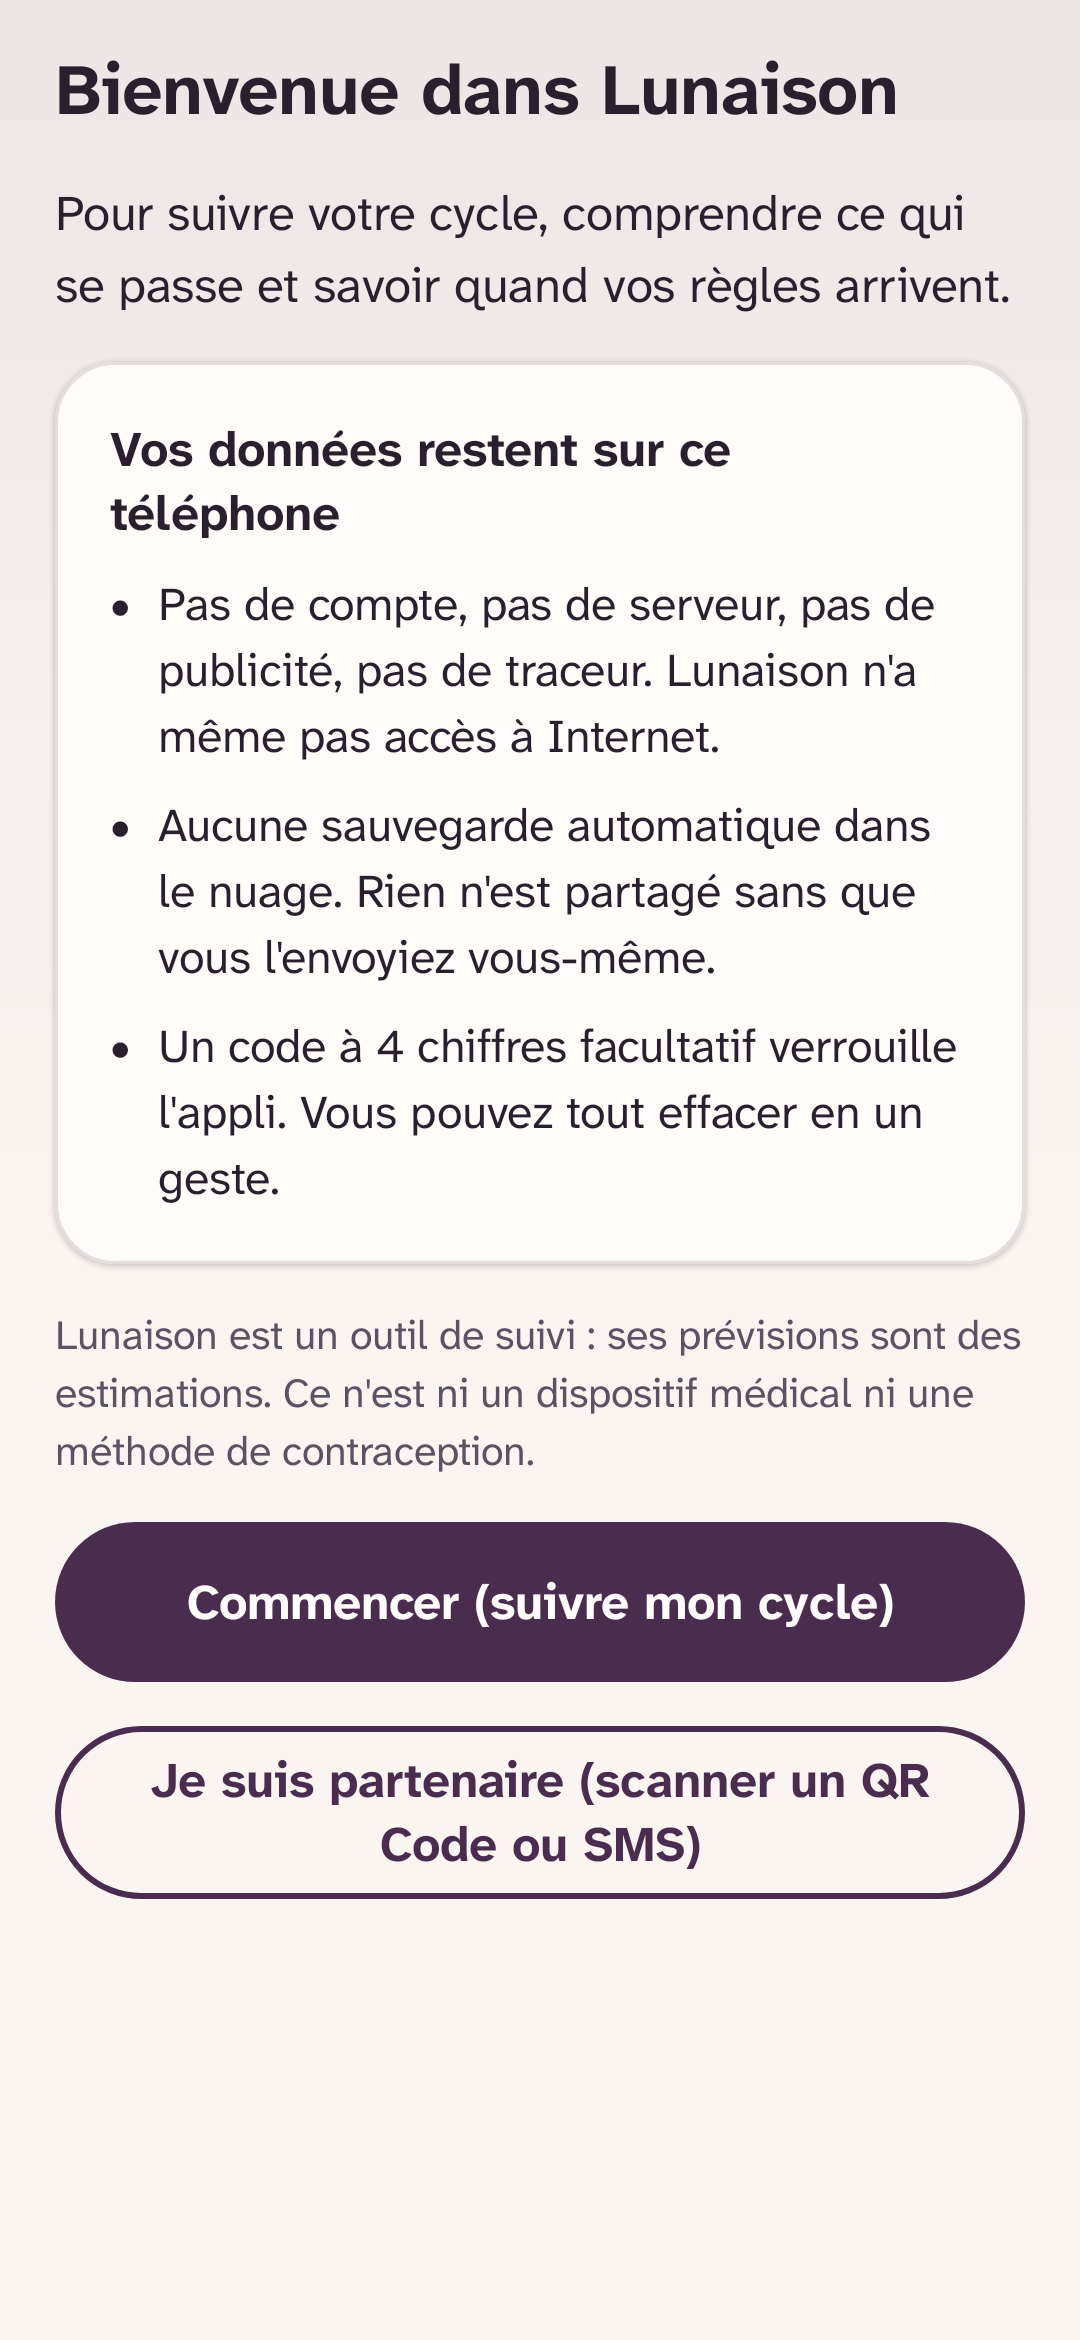 Bienvenue dans Lunaison
Pour suivre votre cycle, comprendre ce qui
se passe et savoir quand vos règles arrivent.
Vos données restent sur ce
téléphone
• Pas de compte, pas de serveur, pas de
publicité, pas de traceur. Lunaison n'a
même pas accès à Internet.
• Aucune sauvegarde automatique dans
le nuage. Rien n'est partagé sans que
vous l'envoyiez vous-même.
• Un code à 4 chiffres facultatif verrouille
l'appli. Vous pouvez tout effacer en un
geste.
Lunaison est un outil de suivi : ses prévisions sont des
estimations. Ce n'est ni un dispositif médical ni une
méthode de contraception.
Commencer (suivre mon cycle)
Je suis partenaire (scanner un QR
Code ou SMS)